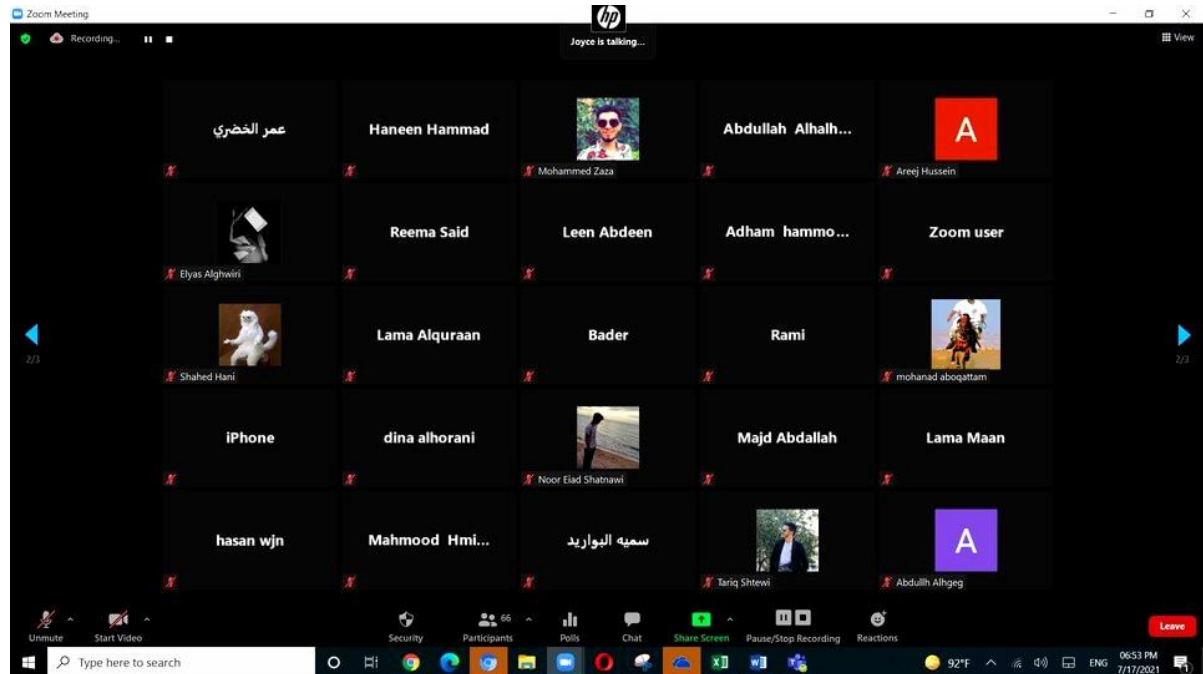 Zoom Meeting
hp
Recording...
Joyce is talking...
View
عمر الخضري
Haneen Hammad
Mohammed Zaza
Abdullah Alhalh...
A
Areej Hussein
Elyas Alghwiri
Reema Said
Leen Abdeen
Adham hammo...
Zoom user
Shahed Hani
Lama Alquraan
Bader
Rami
mohanad aboqattam
2/3
2/3
iPhone
dina alhorani
Noor Eiad Shatnawi
Majd Abdallah
Lama Maan
hasan wjn
Mahmood Hmi...
سميه البواريد
Tariq Shtewi
A
Abdullh Alhgeg
Unmute
Start Video
Security
66
Participants
Polls
Chat
Share Screen
Pause/Stop Recording
Reactions
Leave
Type here to search
92°F
ENG
06:53 PM
7/17/2021